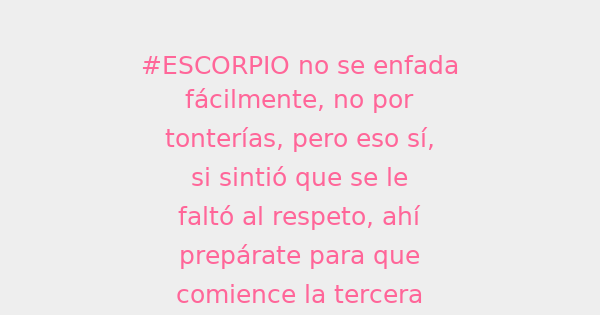 #ESCORPIO no se enfada
fácilmente, no por
tonterías, pero eso sí,
si sintió que se le
faltó al respeto, ahí
prepárate para que
comience la tercera